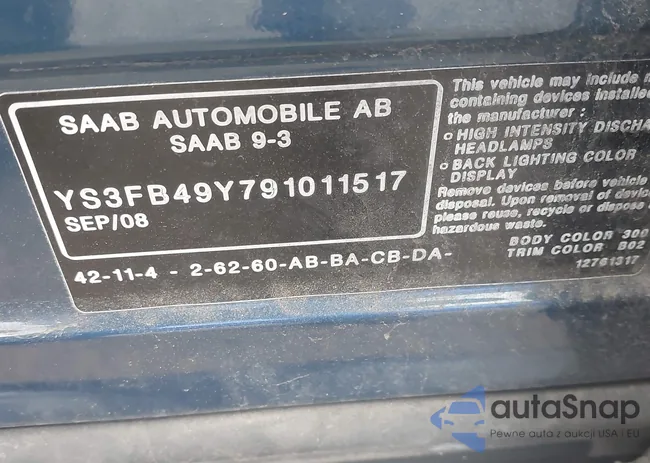 SAAB AUTOMOBILE AB
SAAB 9-3
YS3FB49Y791011517
SEP/08
42-11-4 - 2-62-60-AB-BA-CB-DA-
This vehicle may include
containing devices installed
the manufacturer :
o HIGH INTENSITY DISCHA
HEADLAMPS
o BACK LIGHTING COLOR
DISPLAY
Remove devices before vehicle
disposal. Upon removal of devic
please reuse, recycle or dispose
hazardous waste.
BODY COLOR 300
TRIM COLOR B02
12761317
autaSnap
Pewne auta z aukcji USA i EU